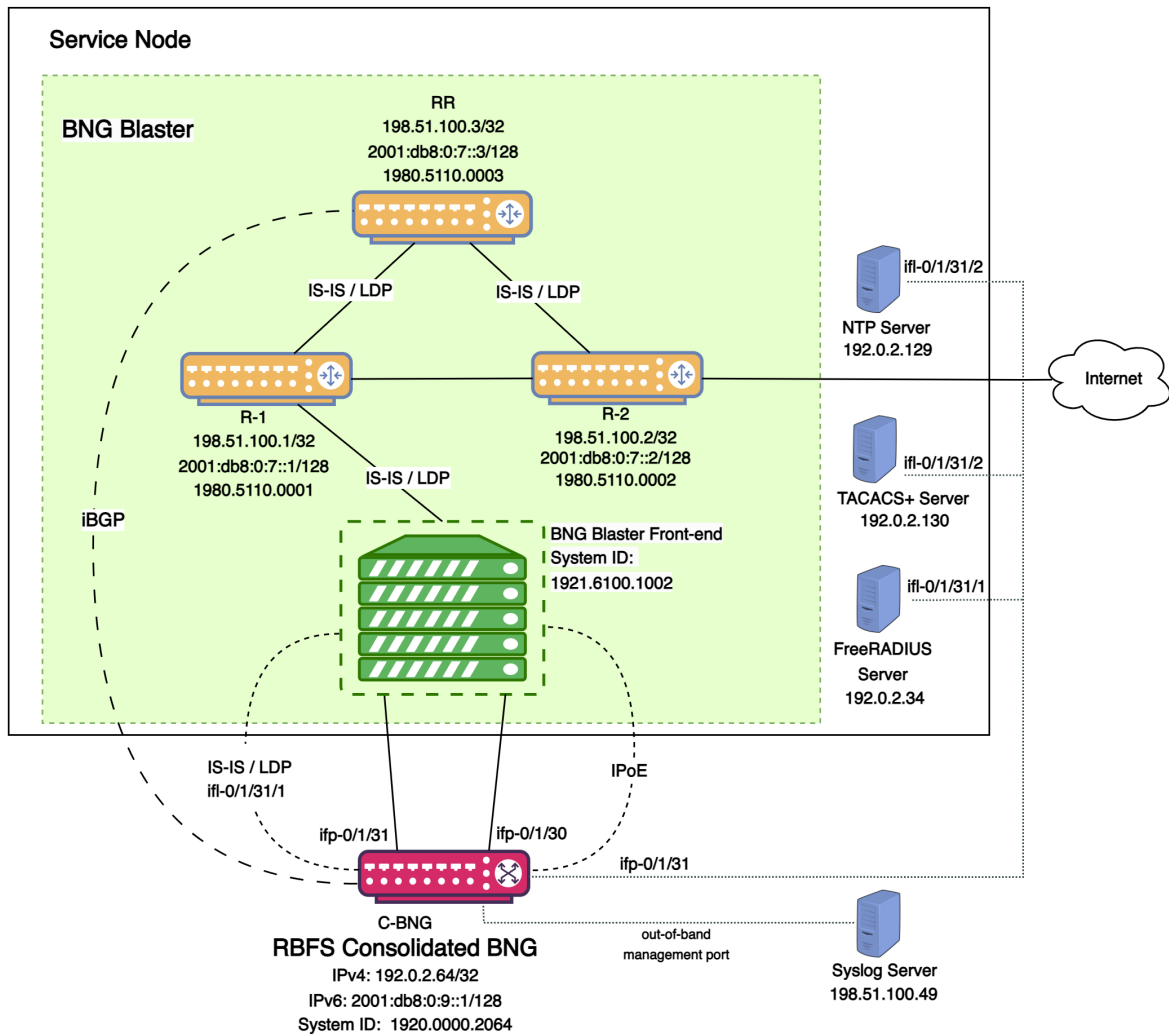 Service Node
BNG Blaster
RR
198.51.100.3/32
2001:db8:0:7::3/128
1980.5110.0003
IS-IS / LDP
IS-IS / LDP
ifl-0/1/31/2
NTP Server
192.0.2.129
Internet
R-1
198.51.100.1/32
2001:db8:0:7::1/128
1980.5110.0001
R-2
198.51.100.2/32
2001:db8:0:7::2/128
1980.5110.0002
ifl-0/1/31/2
TACACS+ Server
192.0.2.130
IS-IS / LDP
iBGP
BNG Blaster Front-end
System ID:
1921.6100.1002
ifl-0/1/31/1
FreeRADIUS
Server
192.0.2.34
IS-IS / LDP
ifl-0/1/31/1
IPoE
ifp-0/1/31
ifp-0/1/30
ifp-0/1/31
C-BNG
RBFS Consolidated BNG
IPv4: 192.0.2.64/32
IPv6: 2001:db8:0:9::1/128
System ID: 1920.0000.2064
out-of-band
management port
Syslog Server
198.51.100.49